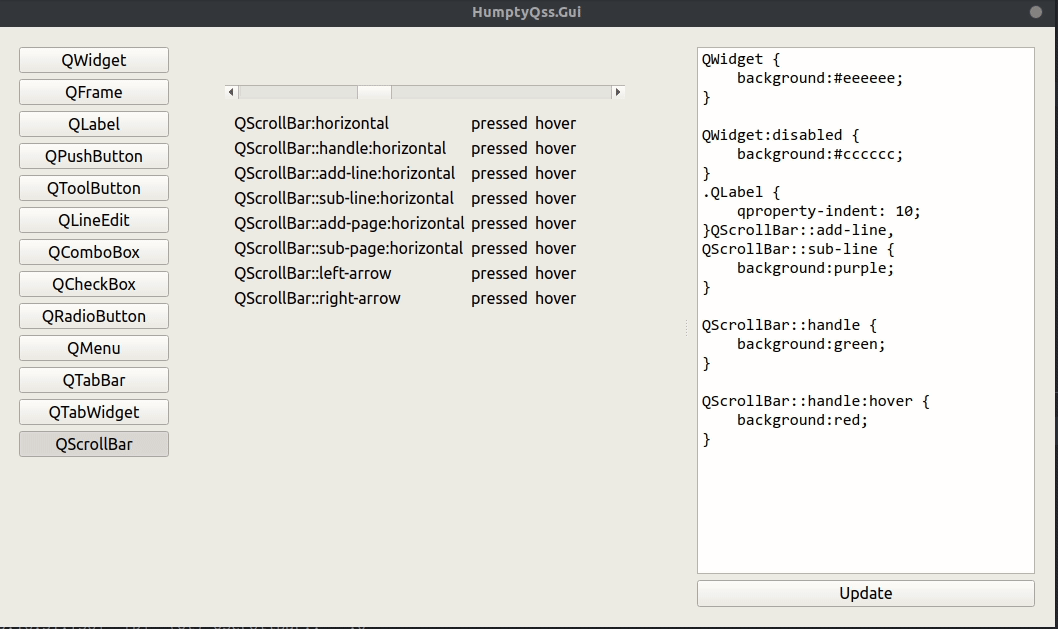 HumptyQss.Gui
QWidget
QFrame
QLabel
QPushButton
QToolButton
QLineEdit
QComboBox
QCheckBox
QRadioButton
QMenu
QTabBar
QTabWidget
QScrollBar
QScrollBar:horizontal pressed hover
QScrollBar::handle:horizontal pressed hover
QScrollBar::add-line:horizontal pressed hover
QScrollBar::sub-line:horizontal pressed hover
QScrollBar::add-page:horizontal pressed hover
QScrollBar::sub-page:horizontal pressed hover
QScrollBar::left-arrow pressed hover
QScrollBar::right-arrow pressed hover
QWidget {
    background:#eeeeee;
}
QWidget:disabled {
    background:#cccccc;
}
.QLabel {
    qproperty-indent: 10;
}QScrollBar::add-line,
QScrollBar::sub-line {
    background:purple;
}
QScrollBar::handle {
    background:green;
}
QScrollBar::handle:hover {
    background:red;
}
Update